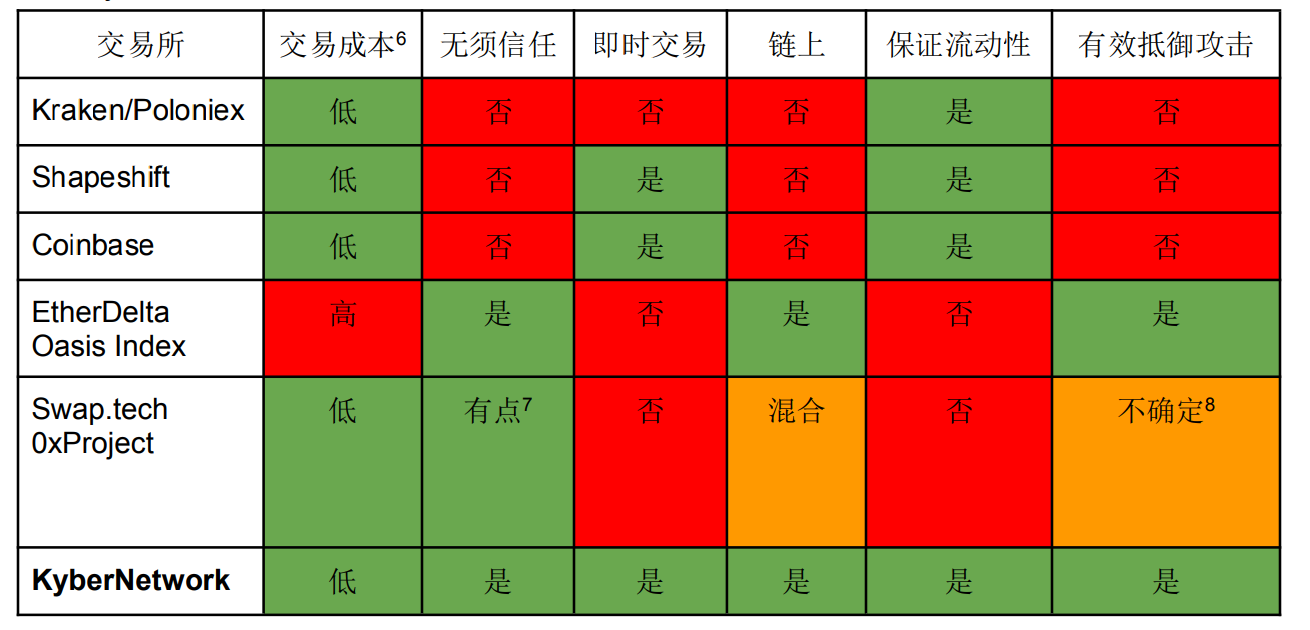 交易所 交易成本6 无须信任 即时交易 链上 保证流动性 有效抵御攻击
Kraken/Poloniex 低 否 否 否 是 否
Shapeshift 低 否 是 否 是 否
Coinbase 低 否 是 否 是 否
EtherDelta 高 是 否 是 否 是
Oasis Index
Swap.tech 低 有点7 否 混合 否 不确定8
0xProject
KyberNetwork 低 是 是 是 是 是